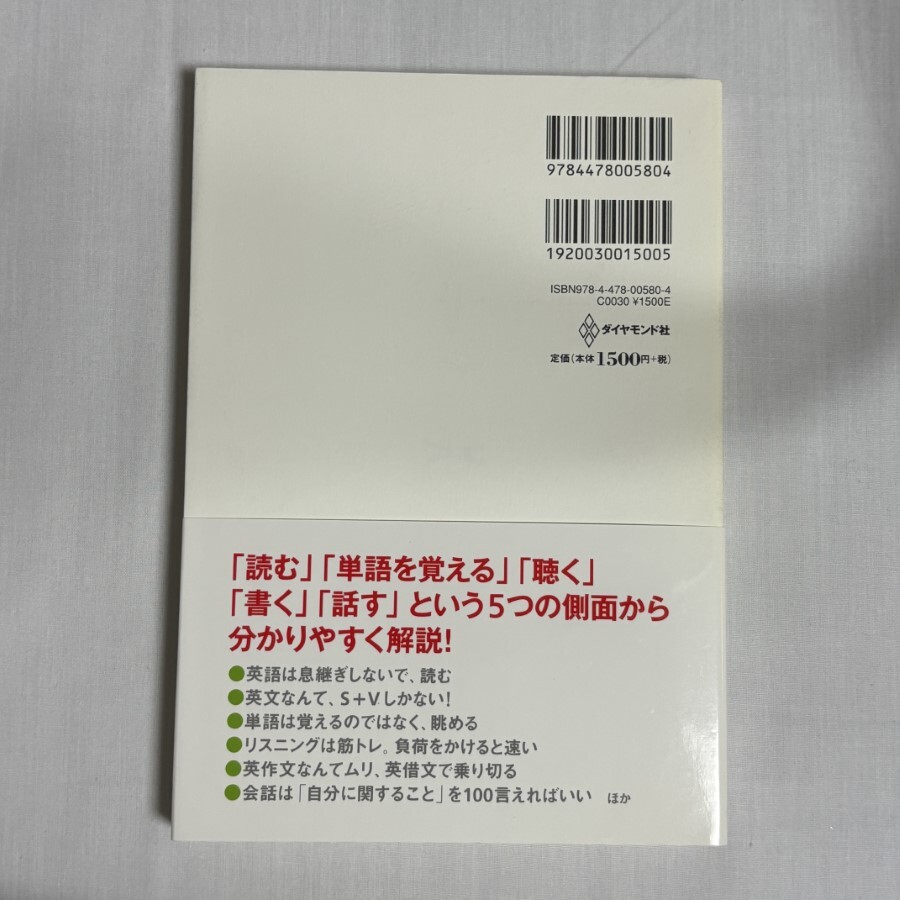 9784478005804
1920030015005
ISBN978-4-478-00580-4
C0030 ¥1500E
ダイヤモンド社
定価(本体1500円+税)
「読む」「単語を覚える」「聴く」
「書く」「話す」という5つの側面から
分かりやすく解説!
●英語は息継ぎしないで、読む
●英文なんて、S+Vしかない!
●単語は覚えるのではなく、眺める
●リスニングは筋トレ。負荷をかけると速い
●英作文なんてムリ、英借文で乗り切る
●会話は「自分に関すること」を100言えればいい ほか